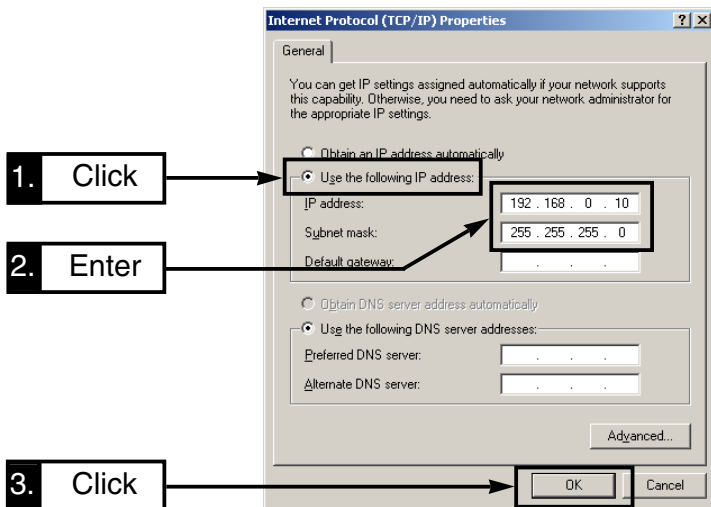 Internet Protocol (TCP/IP) Properties
General
You can get IP settings assigned automatically if your network supports
this capability. Otherwise, you need to ask your network administrator for
the appropriate IP settings.
Obtain an IP address automatically
1. Click
Use the following IP address:
IP address: 192 . 168 . 0 . 10
Subnet mask: 255 . 255 . 255 . 0
2. Enter
Default gateway: . . .
Obtain DNS server address automatically
Use the following DNS server addresses:
Preferred DNS server: . . .
Alternate DNS server: . . .
Advanced...
3. Click
OK Cancel